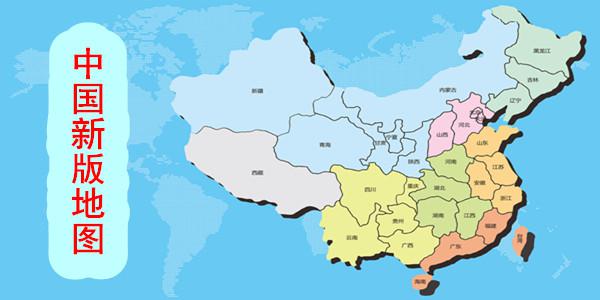 中国新版地图
黑龙江
吉林
辽宁
新疆
内蒙古
河北
山西
宁夏
甘肃
青海
山东
陕西
河南
江苏
西藏
安徽
四川
重庆
湖北
浙江
湖南
江西
贵州
福建
云南
广西
广东
台湾
海南